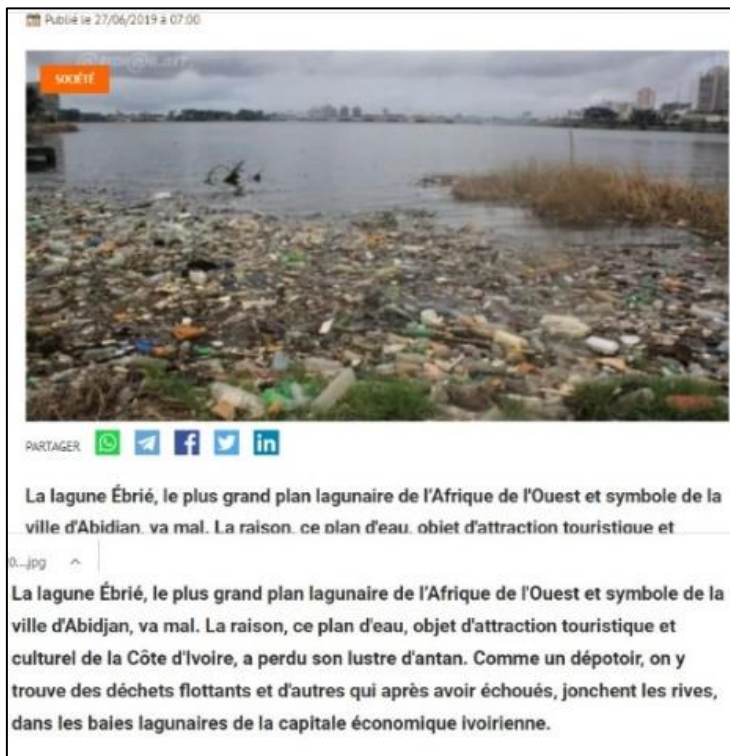 Publié le 27/06/2019 à 07:00
SOCIÉTÉ
PARTAGER
La lagune Ébrié, le plus grand plan lagunaire de l'Afrique de l'Ouest et symbole de la
ville d'Abidjan, va mal. La raison, ce plan d'eau, objet d'attraction touristique et
0...jpg
La lagune Ébrié, le plus grand plan lagunaire de l'Afrique de l'Ouest et symbole de la
ville d'Abidjan, va mal. La raison, ce plan d'eau, objet d'attraction touristique et
culturel de la Côte d'Ivoire, a perdu son lustre d'antan. Comme un dépotoir, on y
trouve des déchets flottants et d'autres qui après avoir échoués, jonchent les rives,
dans les baies lagunaires de la capitale économique ivoirienne.